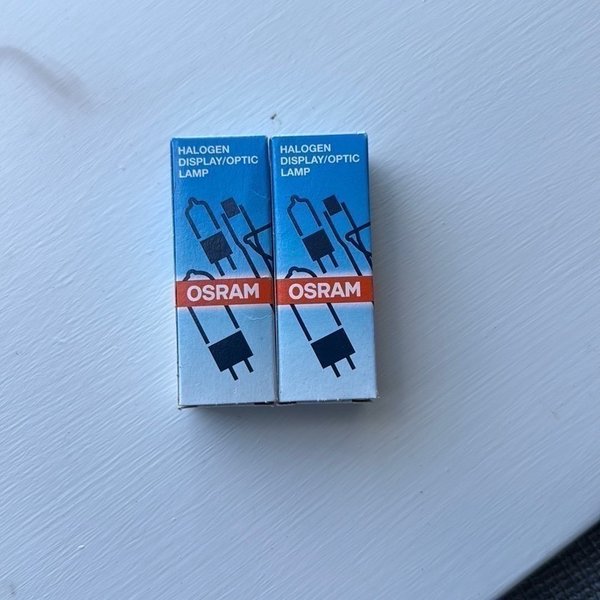 HALOGEN
DISPLAY/OPTIC
LAMP
OSRAM
HALOGEN
DISPLAY/OPTIC
LAMP
OSRAM